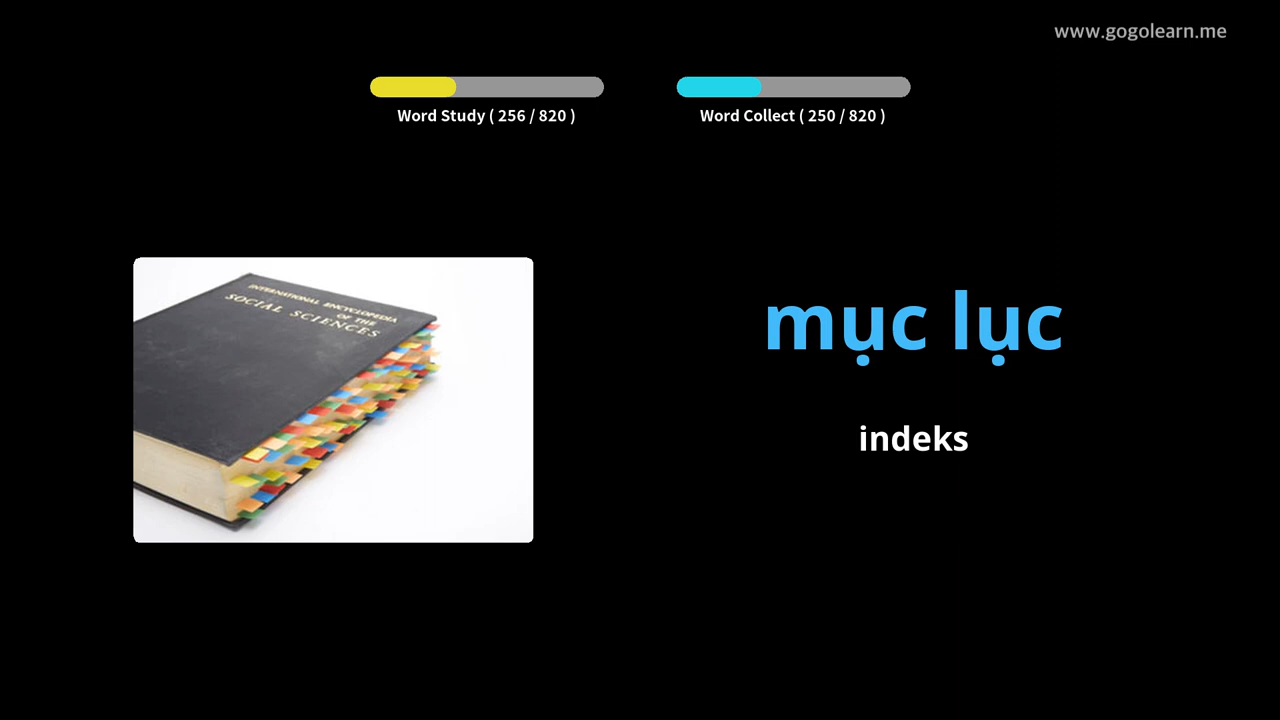 www.gogolearn.me
Word Study ( 256 / 820 )
Word Collect ( 250 / 820 )
INTERNATIONAL ENCYCLOPEDIA
OF THE
SOCIAL SCIENCES
mục lục
indeks